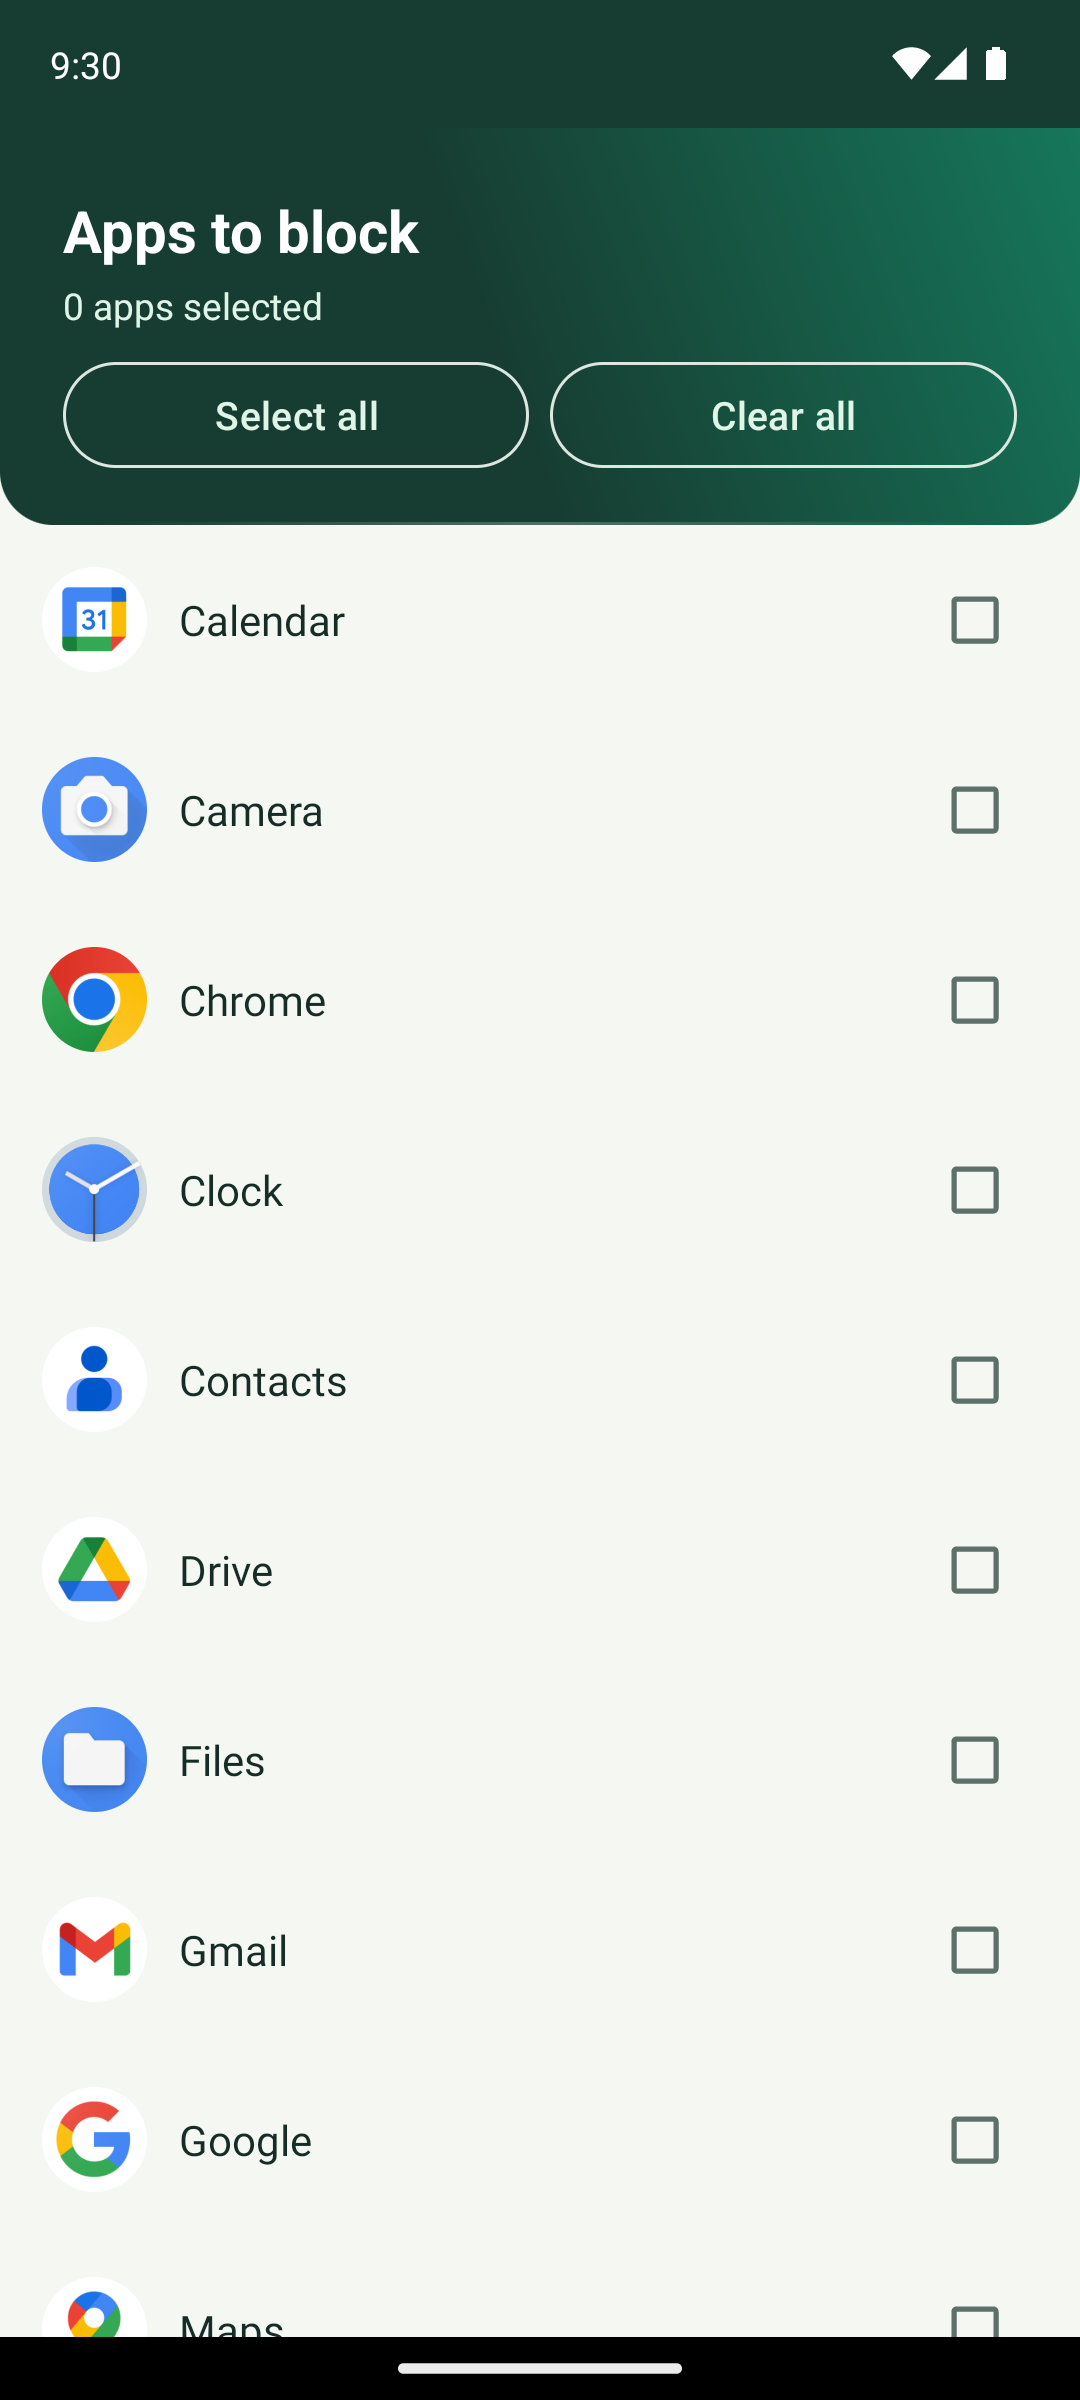 9:30
Apps to block
0 apps selected
Select all
Clear all
31
Calendar
Camera
Chrome
Clock
Contacts
Drive
Files
Gmail
Google
Maps